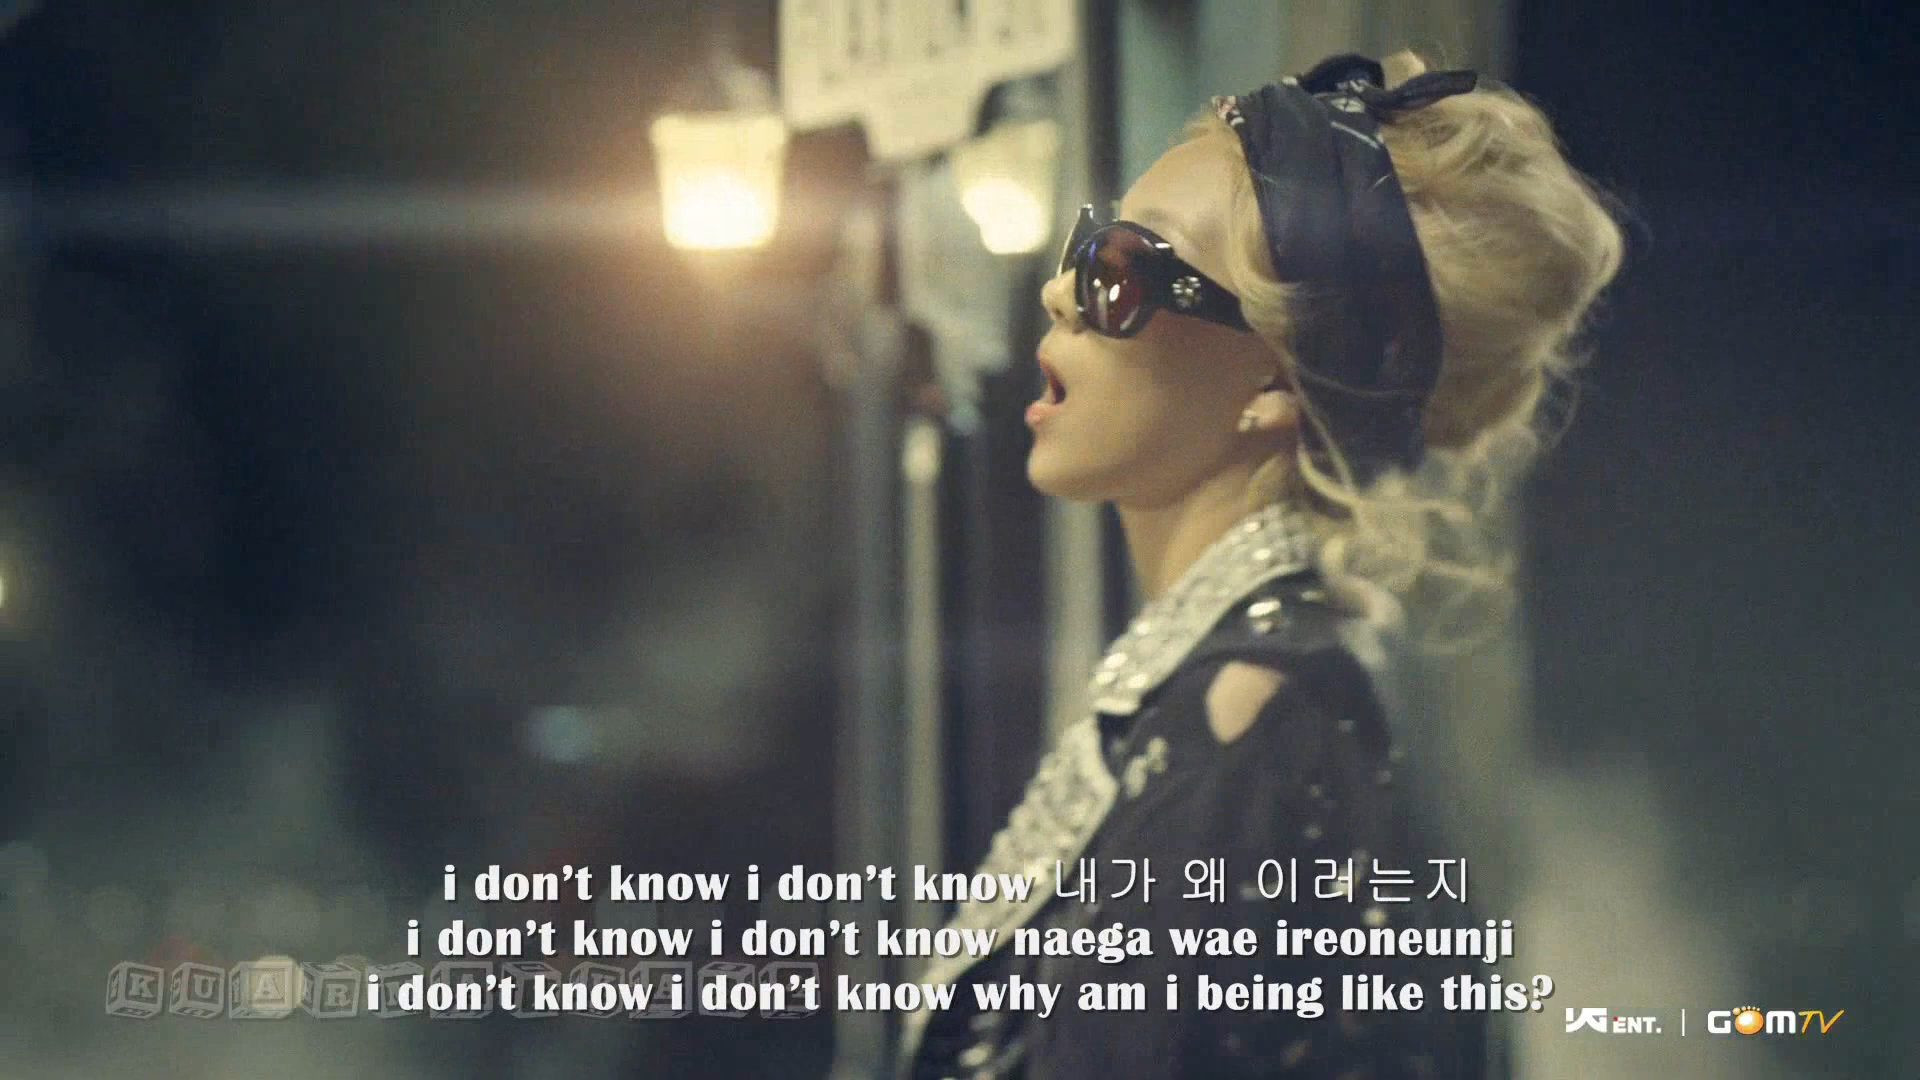 i don't know i don't know 내가 왜 이러는지
i don't know i don't know naega wae ireoneunji
i don't know i don't know why am i being like this?
YG ENT. | GOMTV